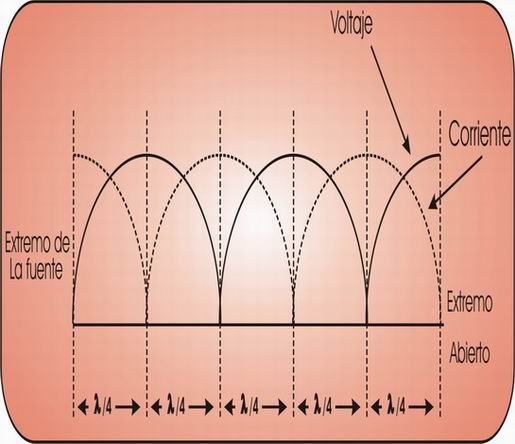 Voltaje
Corriente
Extremo de
La fuente
Extremo
Abierto
λ/4 λ/4 λ/4 λ/4 λ/4